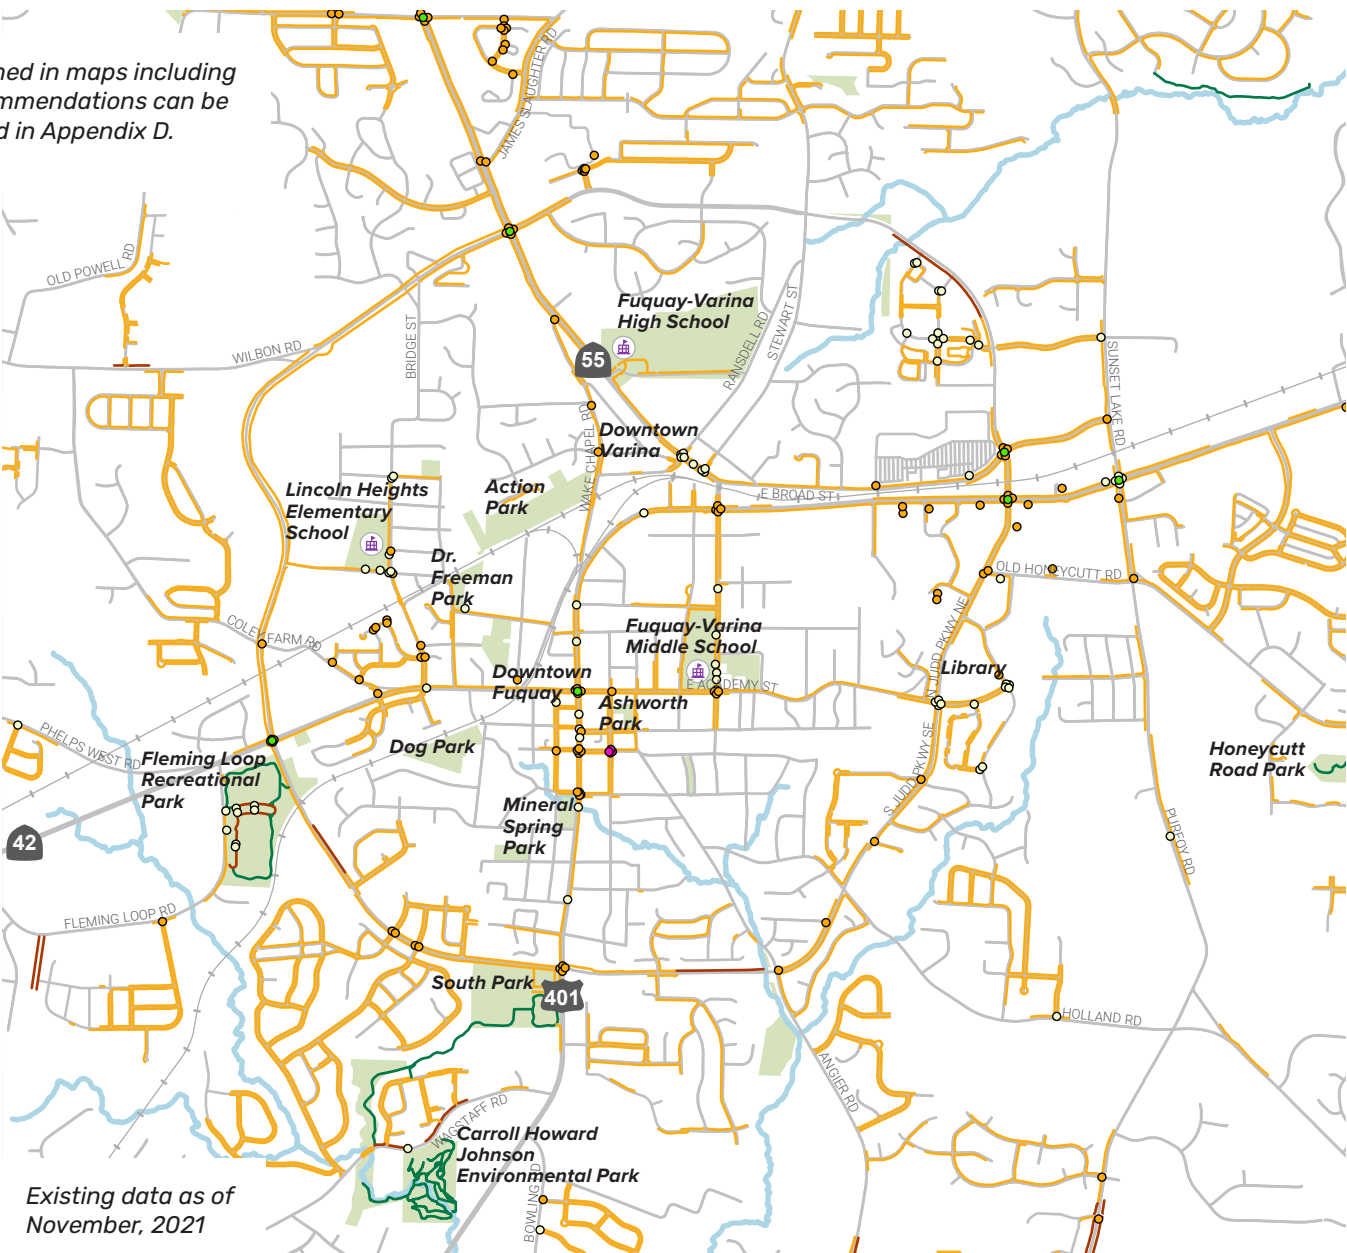 ned in maps including
mmendations can be
d in Appendix D.
JAMES SLAUGHTER RD
OLD POWELL RD
WILBON RD
BRIDGE ST
Fuquay-Varina
High School
RANSDELL RD
STEWART ST
55
SUNSET LAKE RD
WAKE CHAPEL RD
Downtown
Varina
E BROAD ST
Lincoln Heights
Elementary
School
Action
Park
Dr.
Freeman
Park
OLD HONEYCUTT RD
N JUDD PKWY NE
COLEY FARM RD
Fuquay-Varina
Middle School
Library
Downtown
Fuquay
E ACADEMY ST
Ashworth
Park
PHELPS WEST RD
Fleming Loop
Recreational
Park
Dog Park
S JUDD PKWY SE
Honeycutt
Road Park
42
Mineral
Spring
Park
PURFOY RD
FLEMING LOOP RD
South Park
401
HOLLAND RD
ANGIER RD
WAGSTAFF RD
Carroll Howard
Johnson
Environmental Park
BOWLING RD
Existing data as of
November, 2021